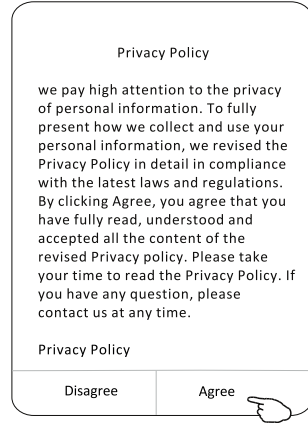 Privacy Policy
we pay high attention to the privacy
of personal information. To fully
present how we collect and use your
personal information, we revised the
Privacy Policy in detail in compliance
with the latest laws and regulations.
By clicking Agree, you agree that you
have fully read, understood and
accepted all the content of the
revised Privacy policy. Please take
your time to read the Privacy Policy. If
you have any question, please
contact us at any time.
Privacy Policy
Disagree Agree